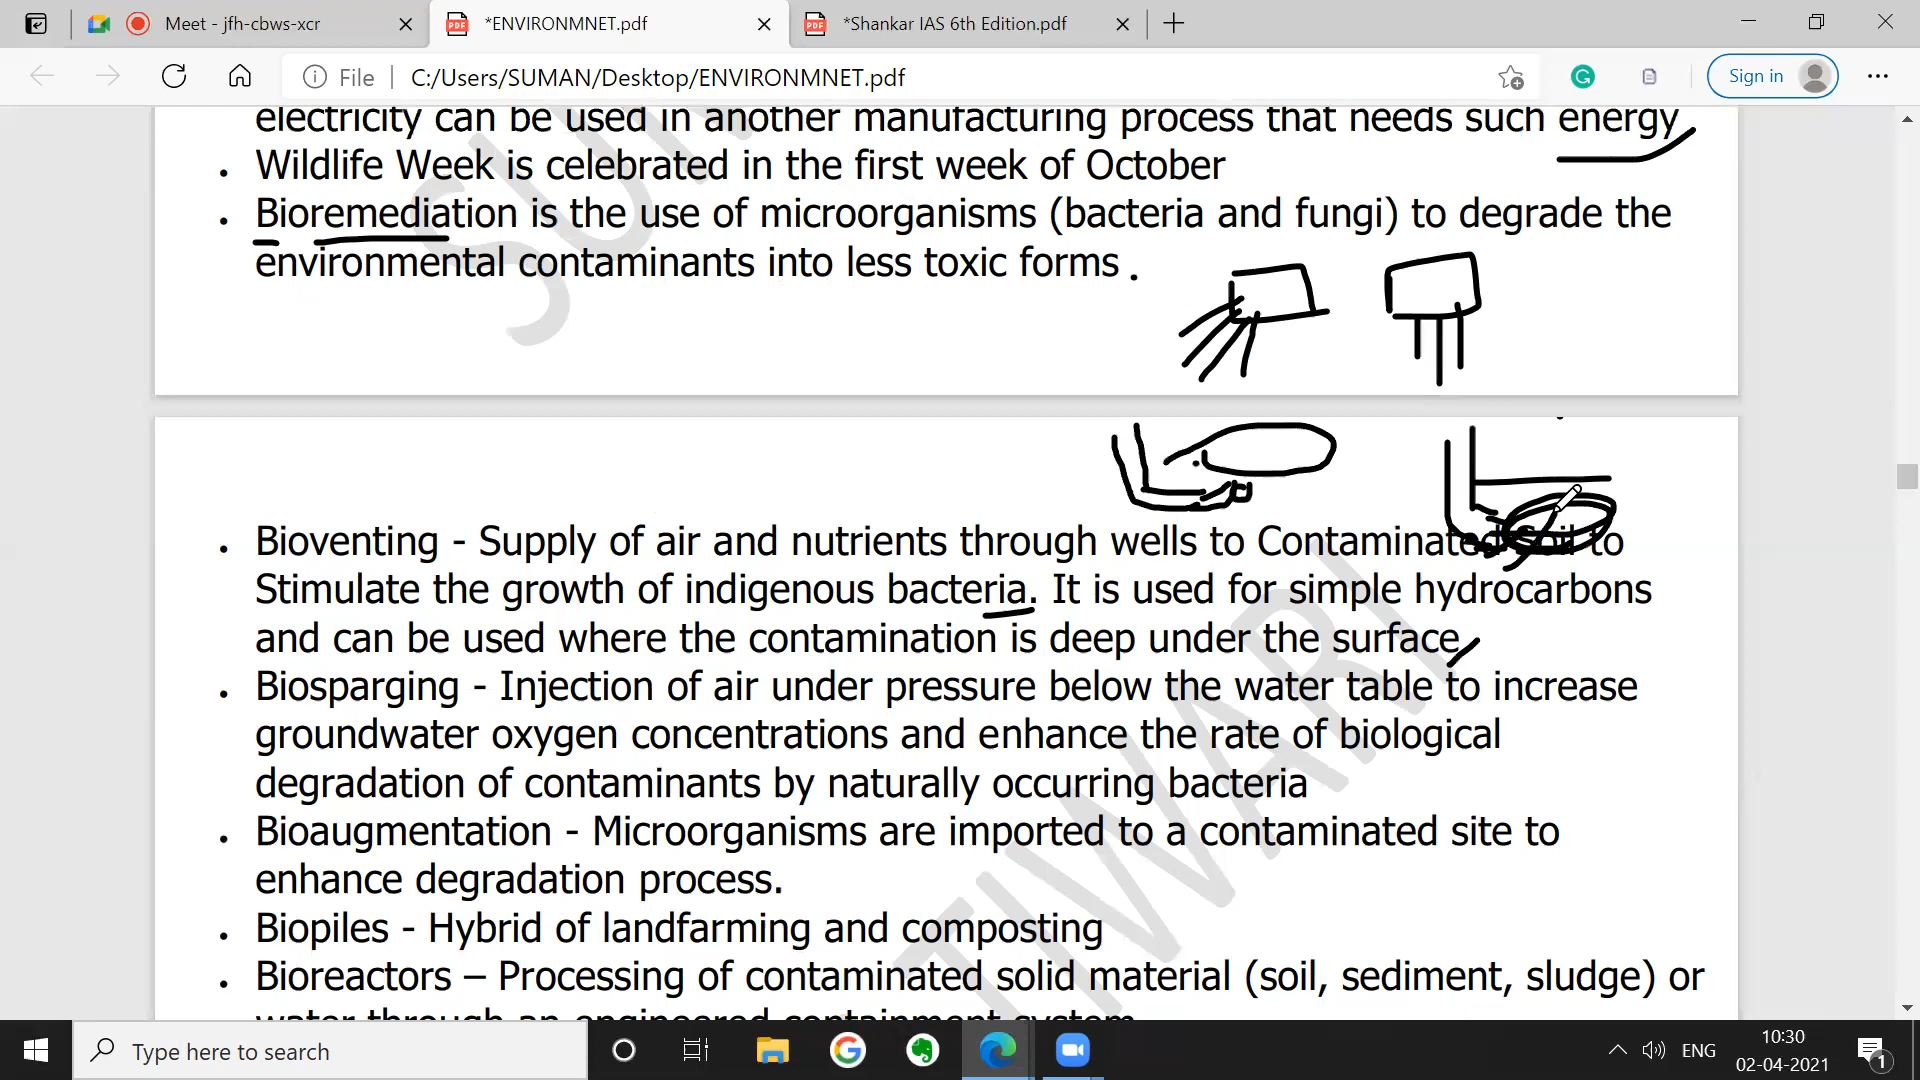 Meet - jfh-cbws-xcr
*ENVIRONMNET.pdf
*Shankar IAS 6th Edition.pdf
File
C:/Users/SUMAN/Desktop/ENVIRONMNET.pdf
Sign in
electricity can be used in another manufacturing process that needs such energy
• Wildlife Week is celebrated in the first week of October
• Bioremediation is the use of microorganisms (bacteria and fungi) to degrade the
environmental contaminants into less toxic forms .
• Bioventing - Supply of air and nutrients through wells to Contaminated Soil to
Stimulate the growth of indigenous bacteria. It is used for simple hydrocarbons
and can be used where the contamination is deep under the surface
• Biosparging - Injection of air under pressure below the water table to increase
groundwater oxygen concentrations and enhance the rate of biological
degradation of contaminants by naturally occurring bacteria
• Bioaugmentation - Microorganisms are imported to a contaminated site to
enhance degradation process.
• Biopiles - Hybrid of landfarming and composting
• Bioreactors – Processing of contaminated solid material (soil, sediment, sludge) or
water through an engineered containment system
TIWARI
Type here to search
ENG
10:30
02-04-2021
1